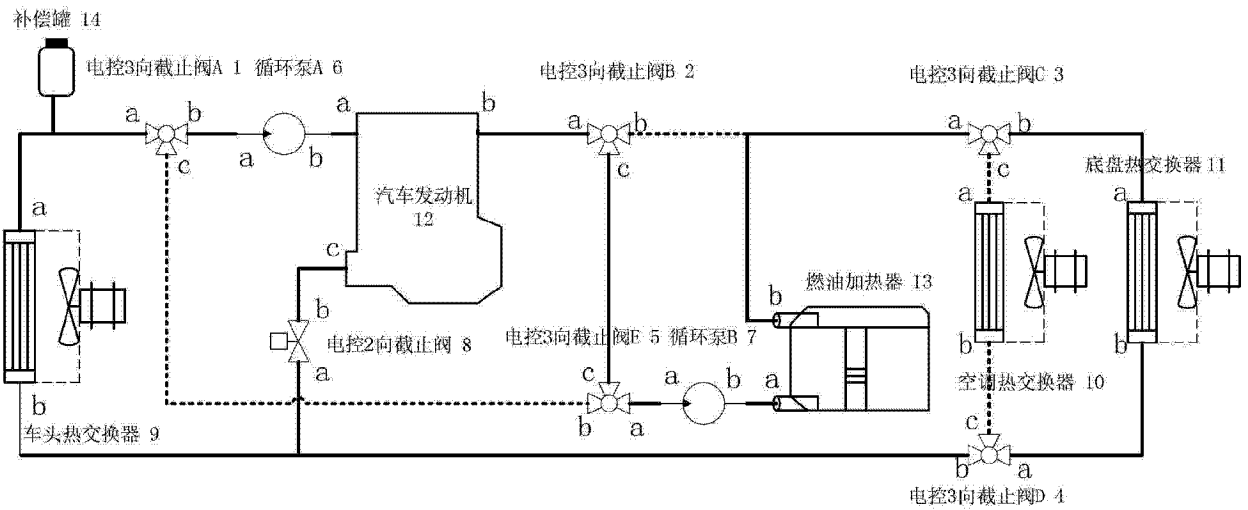 补偿罐 14
电控3向截止阀A 1 循环泵A 6
电控3向截止阀B 2
电控3向截止阀C 3
a b a b a b a b
c a b c c
底盘热交换器 11
a a a
汽车发动机
12
c
燃油加热器 13
b b
电控2向截止阀 8
电控3向截止阀E 5 循环泵B 7
a c a b a b b
空调热交换器 10
b b a c
车头热交换器 9
b a
电控3向截止阀D 4